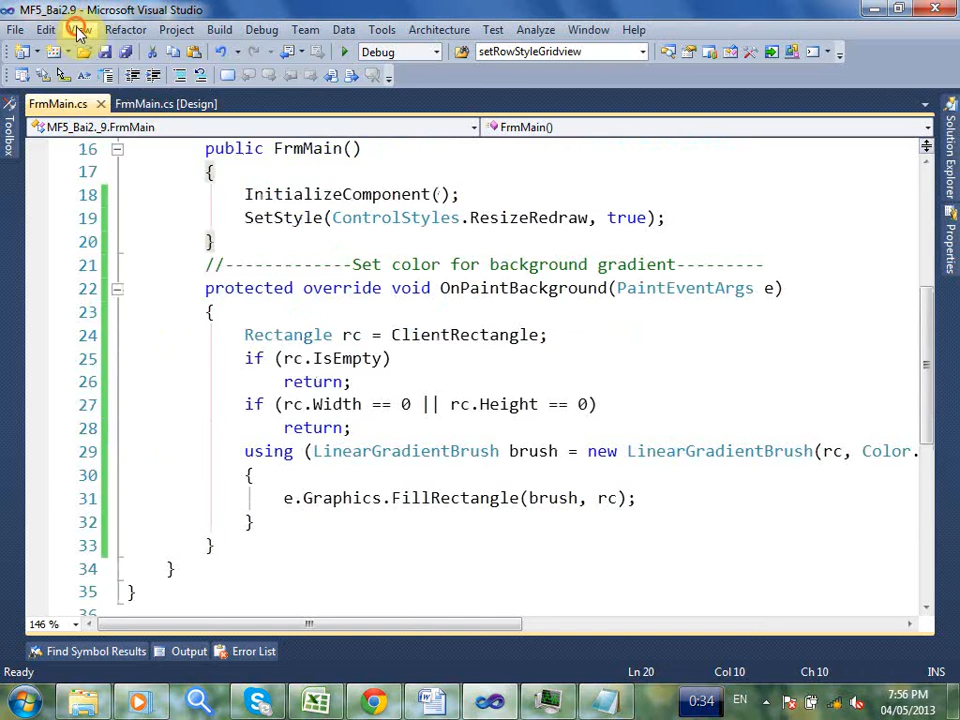 MF5_Bai2.9 - Microsoft Visual Studio
File Edit View Refactor Project Build Debug Team Data Tools Architecture Test Analyze Window Help
Debug setRowStyleGridview
FrmMain.cs FrmMain.cs [Design]
MF5_Bai2._9.FrmMain FrmMain()
Toolbox
Solution Explorer
Properties
16 public FrmMain()
17 {
18 InitializeComponent();
19 SetStyle(ControlStyles.ResizeRedraw, true);
20 }
21 //-------------Set color for background gradient---------
22 protected override void OnPaintBackground(PaintEventArgs e)
23 {
24 Rectangle rc = ClientRectangle;
25 if (rc.IsEmpty)
26 return;
27 if (rc.Width == 0 || rc.Height == 0)
28 return;
29 using (LinearGradientBrush brush = new LinearGradientBrush(rc, Color.
30 {
31 e.Graphics.FillRectangle(brush, rc);
32 }
33 }
34 }
35 }
36
146 %
Find Symbol Results Output Error List
Ready Ln 20 Col 10 Ch 10 INS
0:34 EN 7:56 PM
04/05/2013